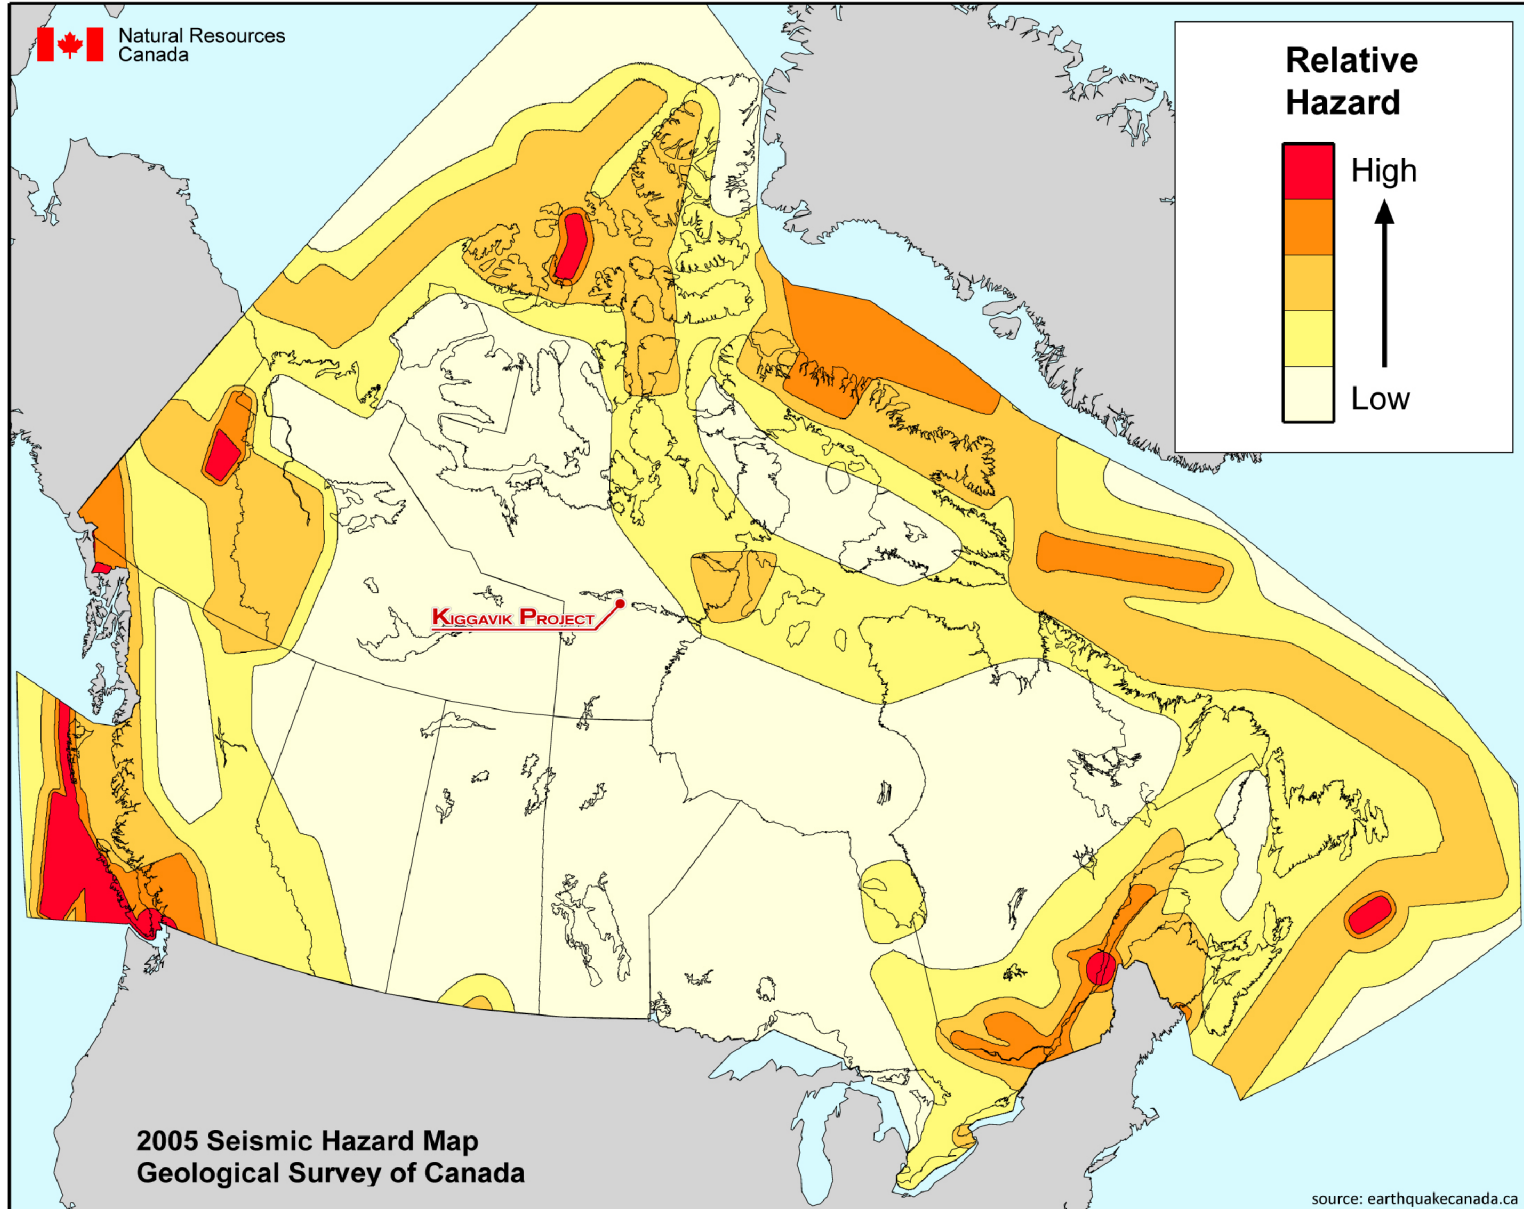 Natural Resources
Canada
Relative
Hazard
High
Low
KIGGAVIK PROJECT
2005 Seismic Hazard Map
Geological Survey of Canada
source: earthquakecanada.ca